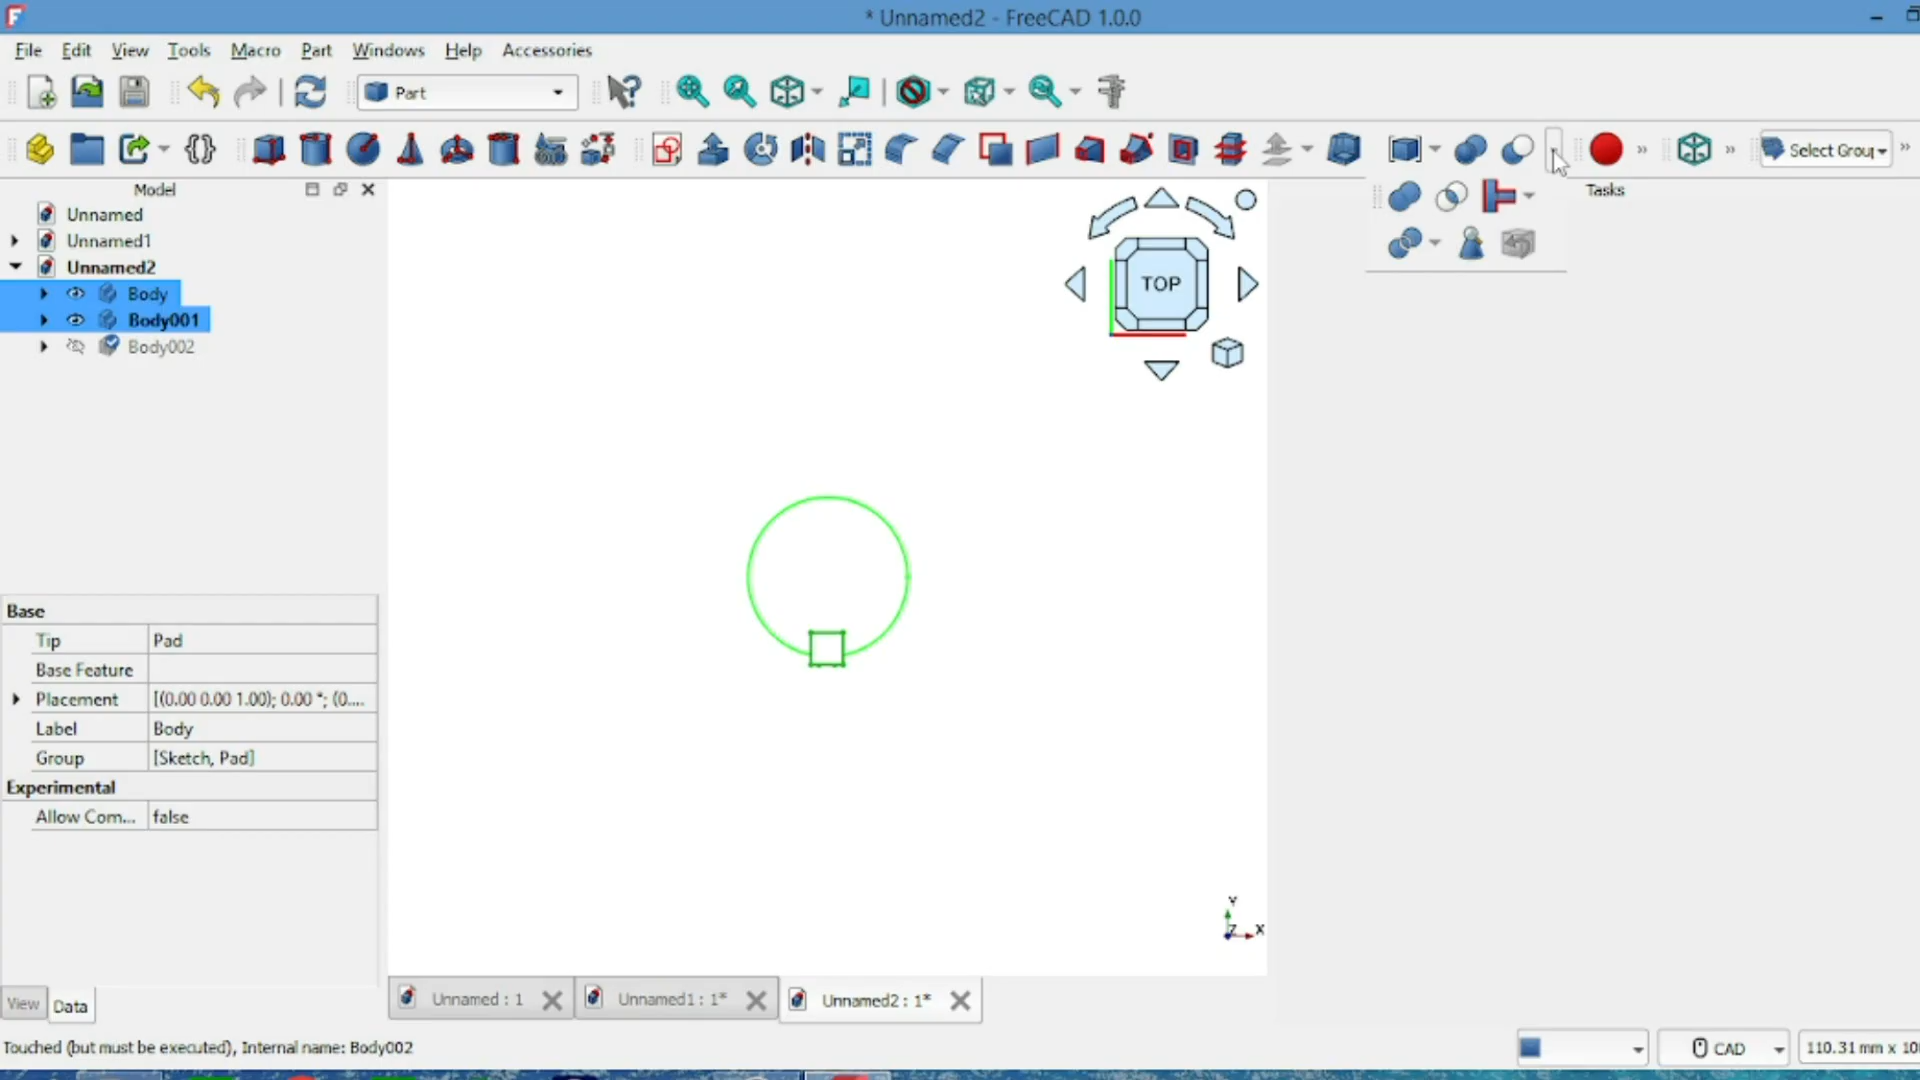 * Unnamed2 - FreeCAD 1.0.0
File Edit View Tools Macro Part Windows Help Accessories
Part
Select Group
Model
Tasks
Unnamed
Unnamed1
Unnamed2
Body
Body001
Body002
TOP
Base
Tip Pad
Base Feature
Placement [(0.00 0.00 1.00); 0.00 °; (0....
Label Body
Group [Sketch, Pad]
Experimental
Allow Com... false
Y
Z X
View Data
Unnamed : 1
Unnamed1 : 1*
Unnamed2 : 1*
Touched (but must be executed), Internal name: Body002
CAD
110.31 mm x 10